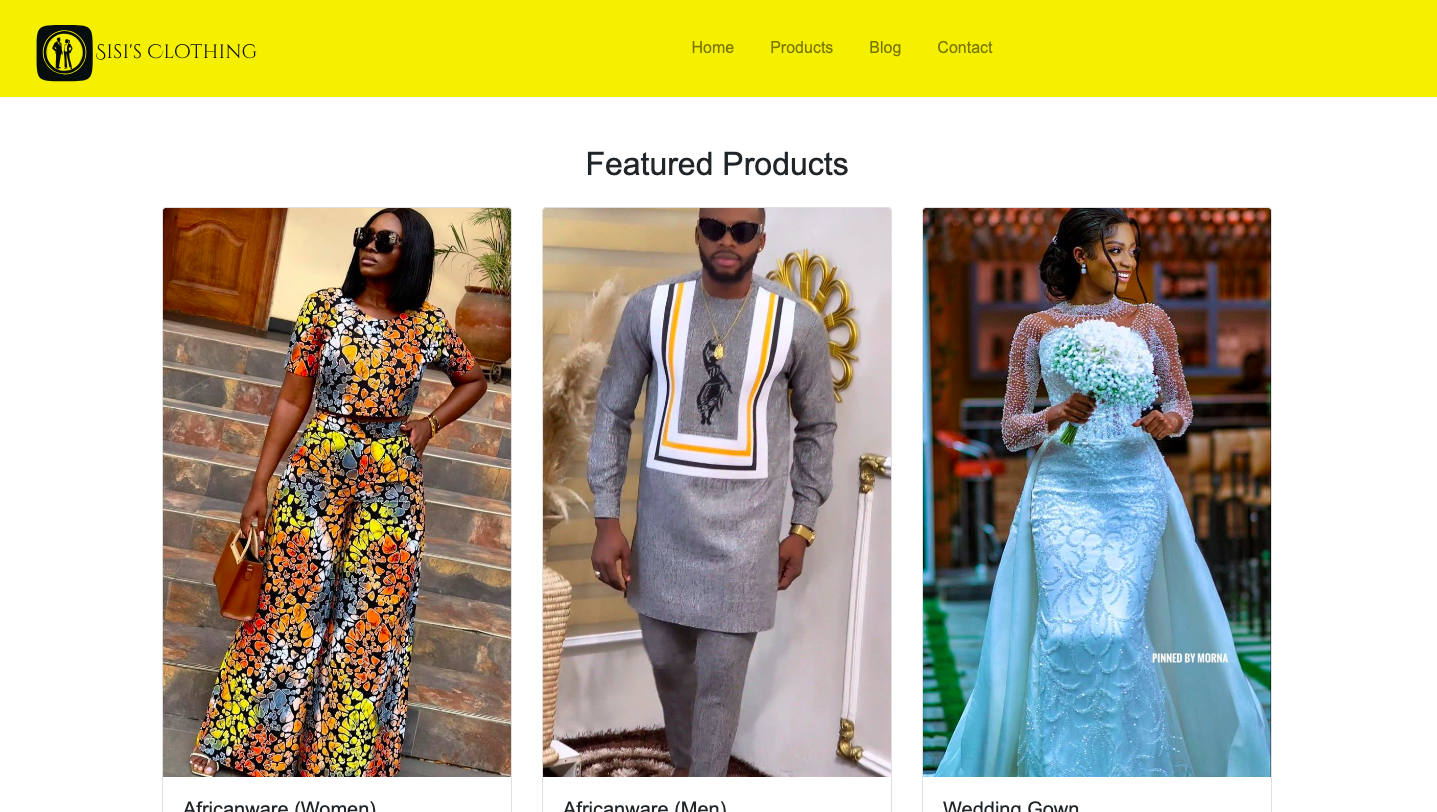 SISI'S CLOTHING
Home Products Blog Contact
Featured Products
PINNED BY MORNA
Africanware (Women)
Africanware (Men)
Wedding Gown